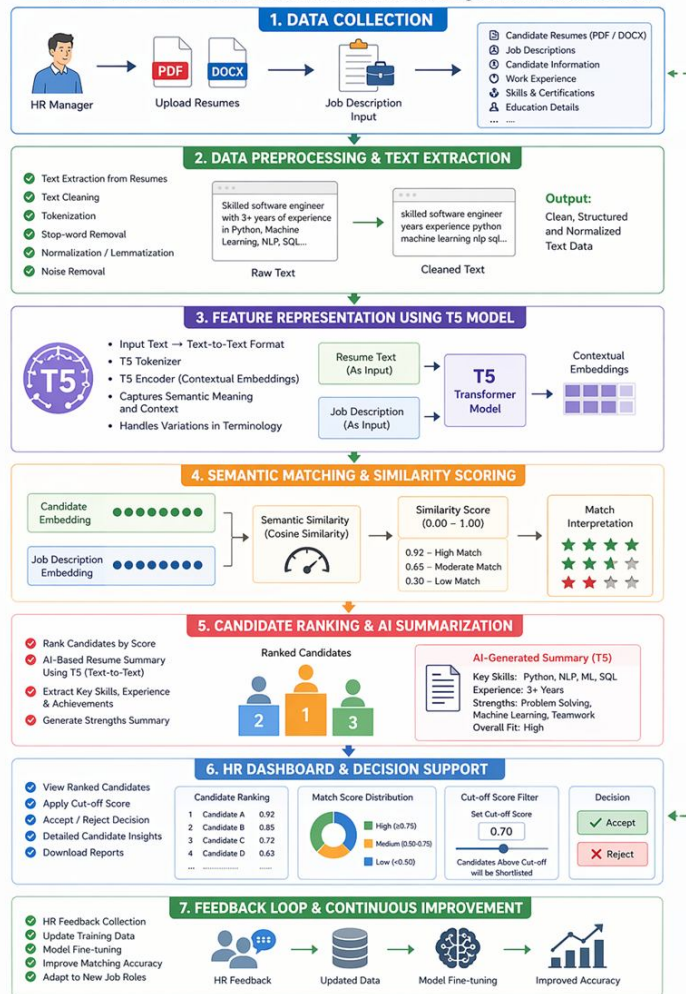 1. DATA COLLECTION
HR Manager
PDF
DOCX
Upload Resumes
Job Description
Input
Candidate Resumes (PDF / DOCX)
Job Descriptions
Candidate Information
Work Experience
Skills & Certifications
Education Details
... ....
2. DATA PREPROCESSING & TEXT EXTRACTION
Text Extraction from Resumes
Text Cleaning
Tokenization
Stop-word Removal
Normalization / Lemmatization
Noise Removal
Skilled software engineer
with 3+ years of experience
in Python, Machine
Learning, NLP, SQL...
Raw Text
skilled software engineer
years experience python
machine learning nlp sql...
Cleaned Text
Output:
Clean, Structured
and Normalized
Text Data
3. FEATURE REPRESENTATION USING T5 MODEL
T5
• Input Text → Text-to-Text Format
• T5 Tokenizer
• T5 Encoder (Contextual Embeddings)
• Captures Semantic Meaning
and Context
• Handles Variations in Terminology
Resume Text
(As Input)
Job Description
(As Input)
T5
Transformer
Model
Contextual
Embeddings
4. SEMANTIC MATCHING & SIMILARITY SCORING
Candidate
Embedding
Job Description
Embedding
Semantic Similarity
(Cosine Similarity)
Similarity Score
(0.00 – 1.00)
0.92 – High Match
0.65 – Moderate Match
0.30 – Low Match
Match
Interpretation
5. CANDIDATE RANKING & AI SUMMARIZATION
Rank Candidates by Score
AI-Based Resume Summary
Using T5 (Text-to-Text)
Extract Key Skills, Experience
& Achievements
Generate Strengths Summary
Ranked Candidates
2
1
3
AI-Generated Summary (T5)
Key Skills: Python, NLP, ML, SQL
Experience: 3+ Years
Strengths: Problem Solving,
Machine Learning, Teamwork
Overall Fit: High
6. HR DASHBOARD & DECISION SUPPORT
View Ranked Candidates
Apply Cut-off Score
Accept / Reject Decision
Detailed Candidate Insights
Download Reports
Candidate Ranking
1 Candidate A 0.92
2 Candidate B 0.85
3 Candidate C 0.72
4 Candidate D 0.63
... .............. .....
Match Score Distribution
High (≥0.75)
Medium (0.50-0.75)
Low (<0.50)
Cut-off Score Filter
Set Cut-off Score
0.70
Candidates Above Cut-off
will be Shortlisted
Decision
Accept
Reject
7. FEEDBACK LOOP & CONTINUOUS IMPROVEMENT
HR Feedback Collection
Update Training Data
Model Fine-tuning
Improve Matching Accuracy
Adapt to New Job Roles
HR Feedback
Updated Data
Model Fine-tuning
Improved Accuracy